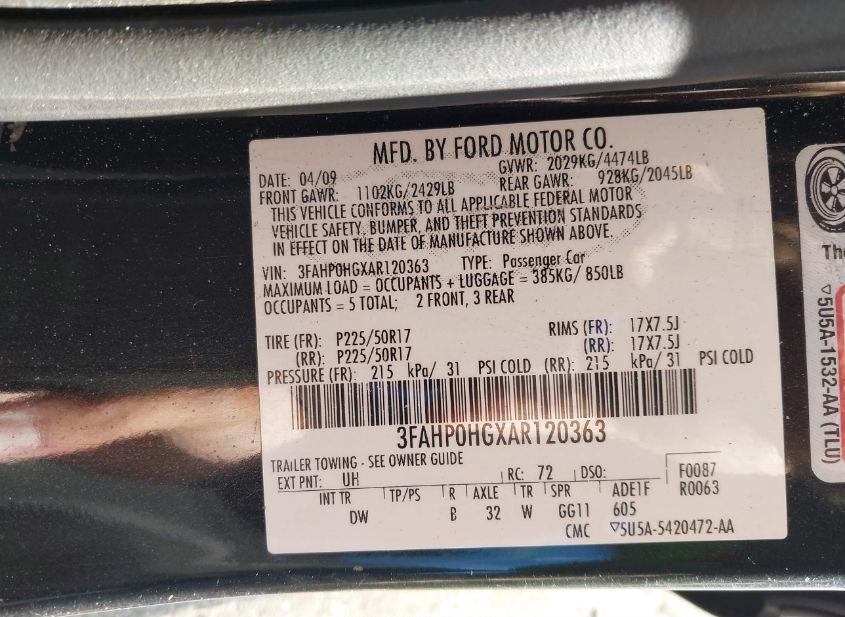 MFD. BY FORD MOTOR CO.
DATE: 04/09 GVWR: 2029KG/4474LB
FRONT GAWR: 1102KG/2429LB REAR GAWR: 928KG/2045LB
THIS VEHICLE CONFORMS TO ALL APPLICABLE FEDERAL MOTOR
VEHICLE SAFETY, BUMPER, AND THEFT PREVENTION STANDARDS
IN EFFECT ON THE DATE OF MANUFACTURE SHOWN ABOVE.
VIN: 3FAHP0HGXAR120363 TYPE: Passenger Car
MAXIMUM LOAD = OCCUPANTS + LUGGAGE = 385KG/ 850LB
OCCUPANTS = 5 TOTAL; 2 FRONT, 3 REAR
TIRE (FR): P225/50R17 RIMS (FR): 17X7.5J
(RR): P225/50R17 (RR): 17X7.5J
PRESSURE (FR): 215 kPa/ 31 PSI COLD (RR): 215 kPa/ 31 PSI COLD
3FAHP0HGXAR120363
TRAILER TOWING - SEE OWNER GUIDE
EXT PNT: UH RC: 72 DSO: F0087
INT TR TP/PS R AXLE TR SPR ADE1F R0063
DW B 32 W GG11 605
CMC ▽5U5A-5420472-AA
The
▽5U5A-1532-AA (TLU)